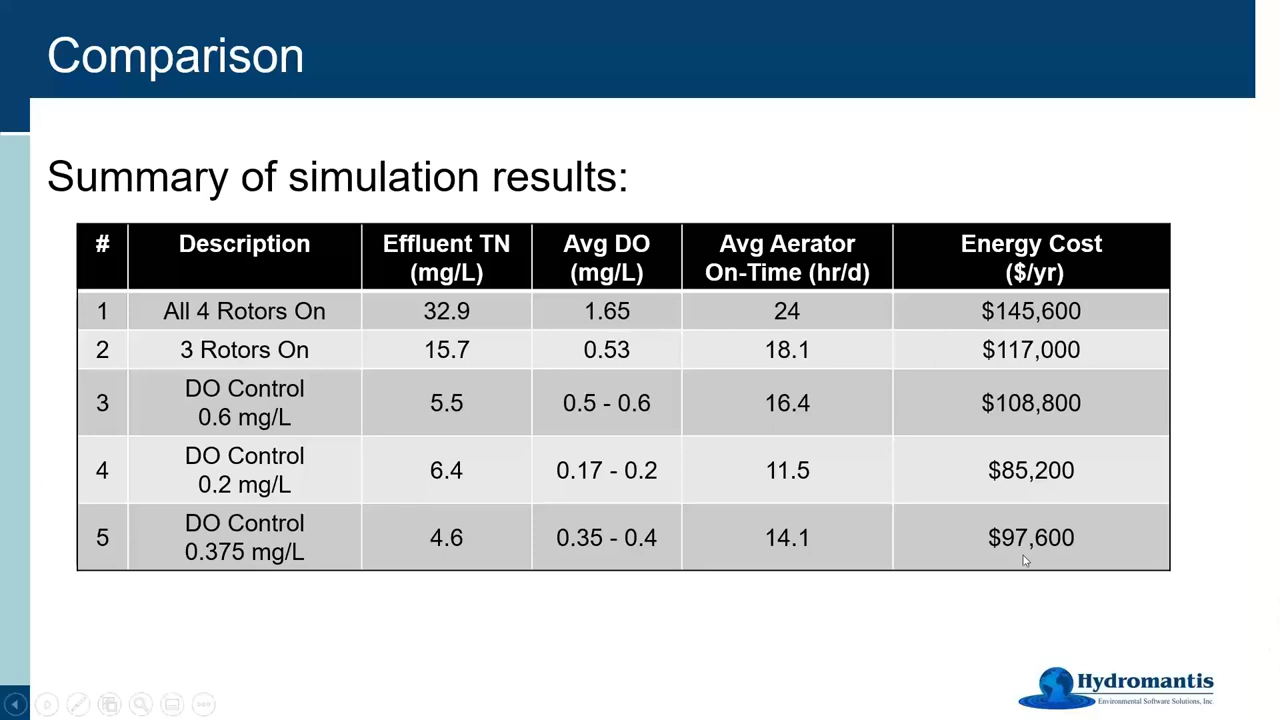 Comparison
Summary of simulation results:
# Description Effluent TN (mg/L) Avg DO (mg/L) Avg Aerator On-Time (hr/d) Energy Cost ($/yr)
1 All 4 Rotors On 32.9 1.65 24 $145,600
2 3 Rotors On 15.7 0.53 18.1 $117,000
3 DO Control 0.6 mg/L 5.5 0.5 - 0.6 16.4 $108,800
4 DO Control 0.2 mg/L 6.4 0.17 - 0.2 11.5 $85,200
5 DO Control 0.375 mg/L 4.6 0.35 - 0.4 14.1 $97,600
Hydromantis
Environmental Software Solutions, Inc.